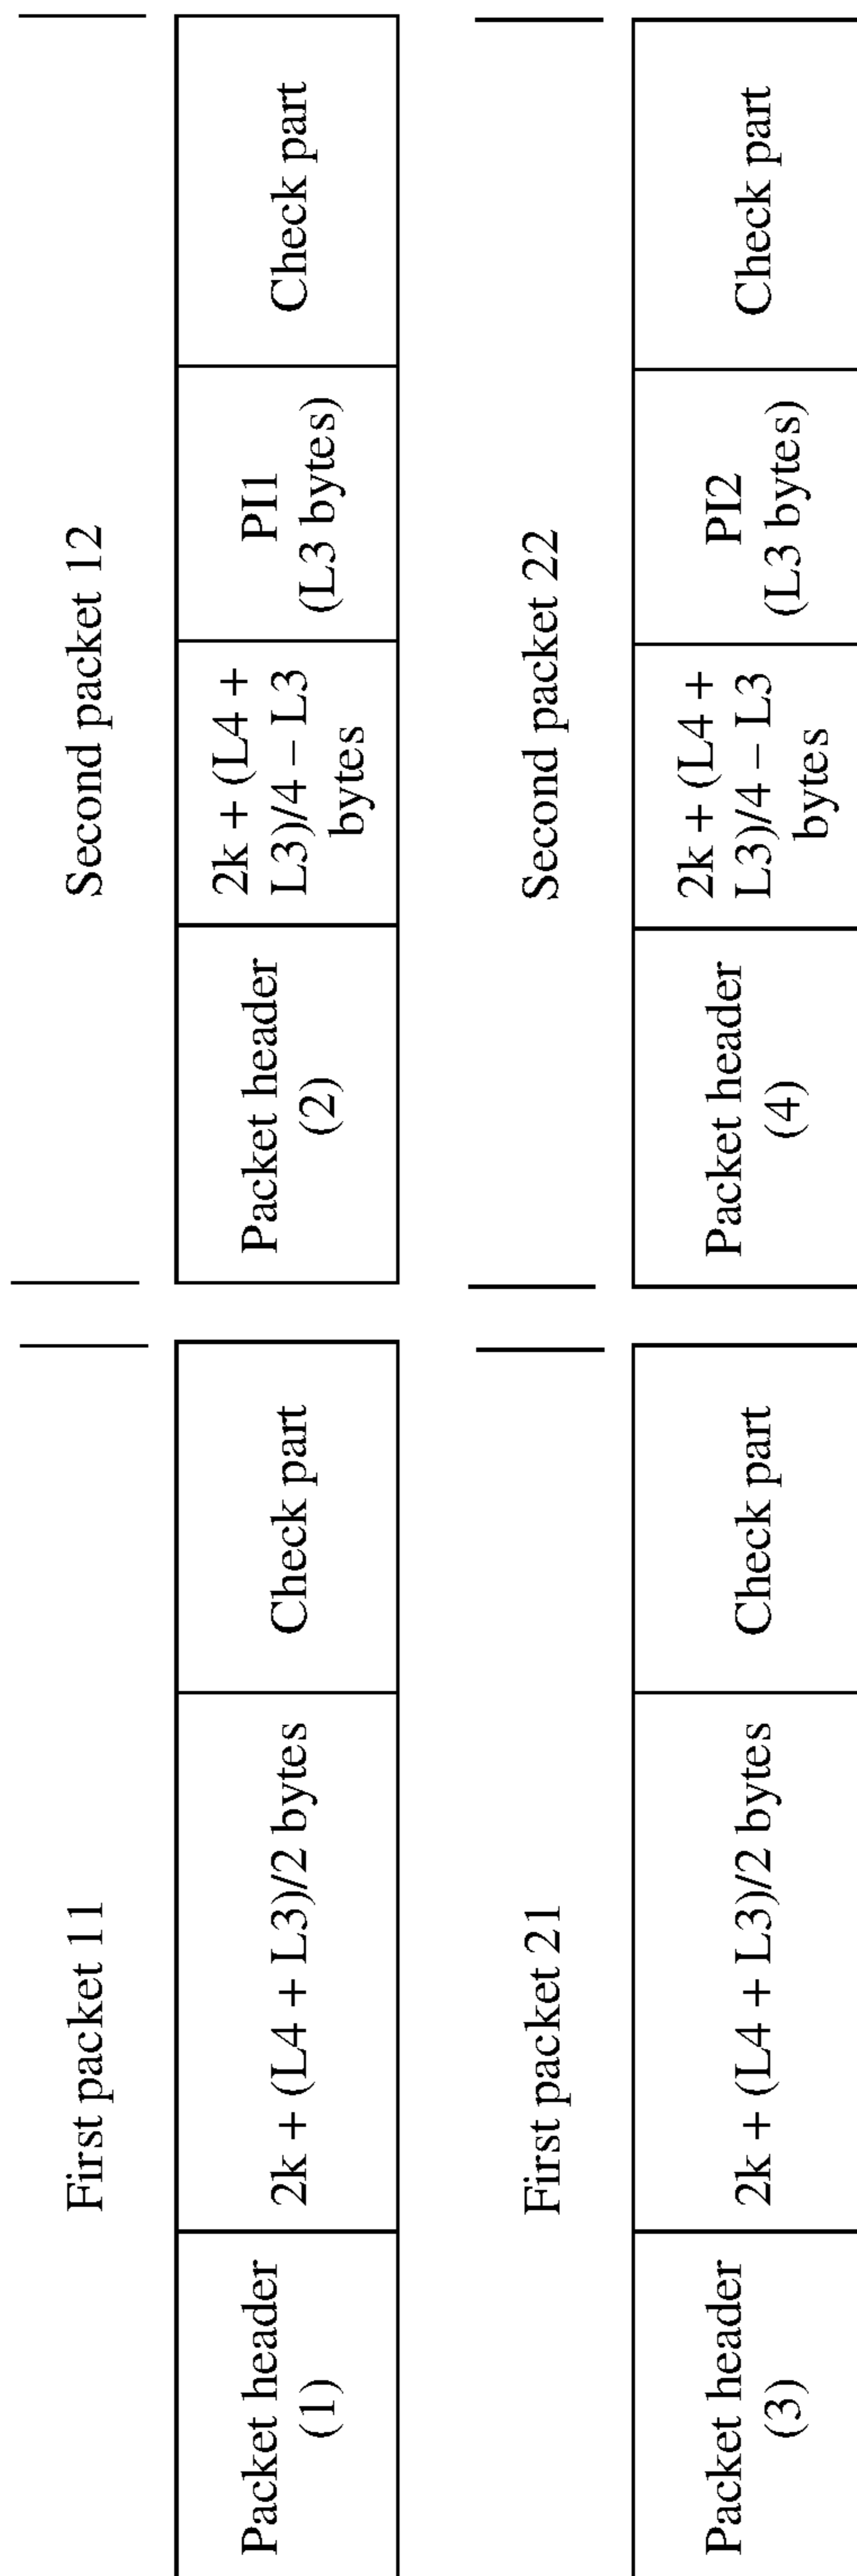 First packet 11
Second packet 12
Packet header
(1)
2k + (L4 + L3)/2 bytes
Check part
Packet header
(2)
2k + (L4 +
L3)/4 – L3
bytes
PI1
(L3 bytes)
Check part
First packet 21
Second packet 22
Packet header
(3)
2k + (L4 + L3)/2 bytes
Check part
Packet header
(4)
2k + (L4 +
L3)/4 – L3
bytes
PI2
(L3 bytes)
Check part